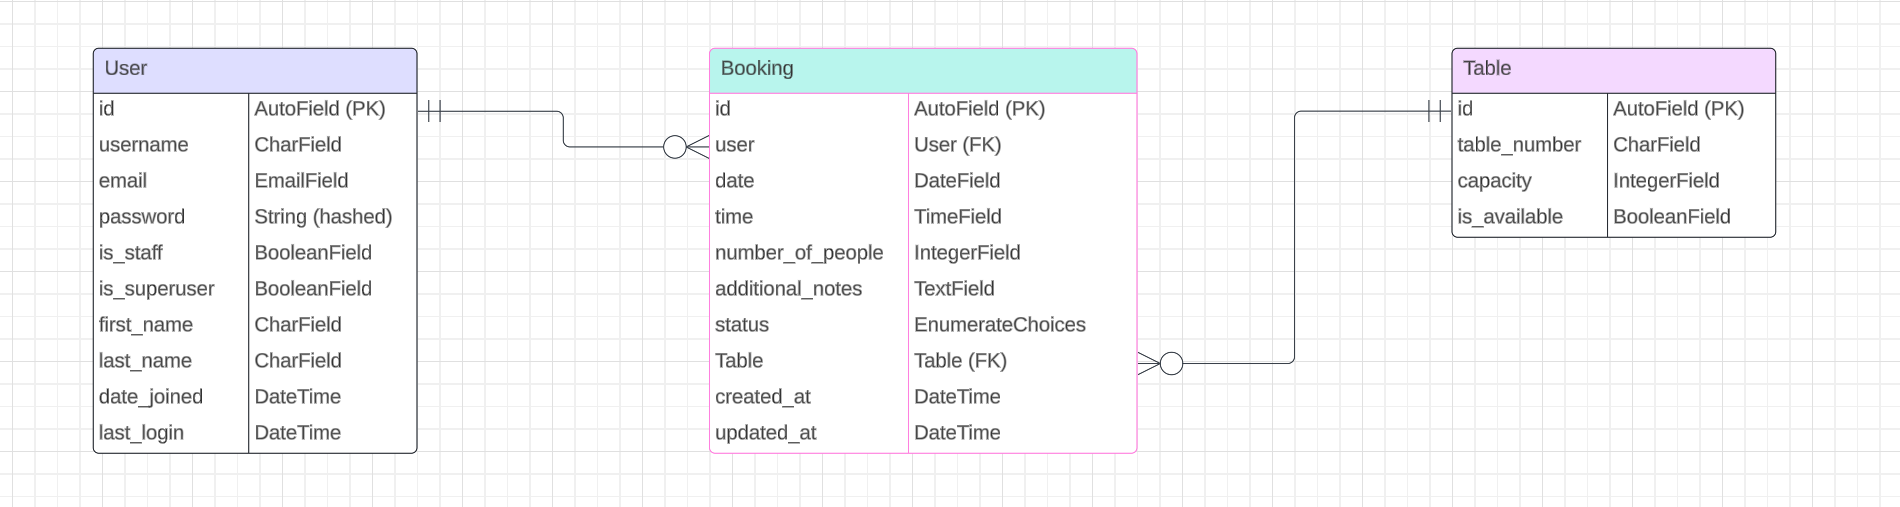 User
id AutoField (PK)
username CharField
email EmailField
password String (hashed)
is_staff BooleanField
is_superuser BooleanField
first_name CharField
last_name CharField
date_joined DateTime
last_login DateTime
Booking
id AutoField (PK)
user User (FK)
date DateField
time TimeField
number_of_people IntegerField
additional_notes TextField
status EnumerateChoices
Table Table (FK)
created_at DateTime
updated_at DateTime
Table
id AutoField (PK)
table_number CharField
capacity IntegerField
is_available BooleanField